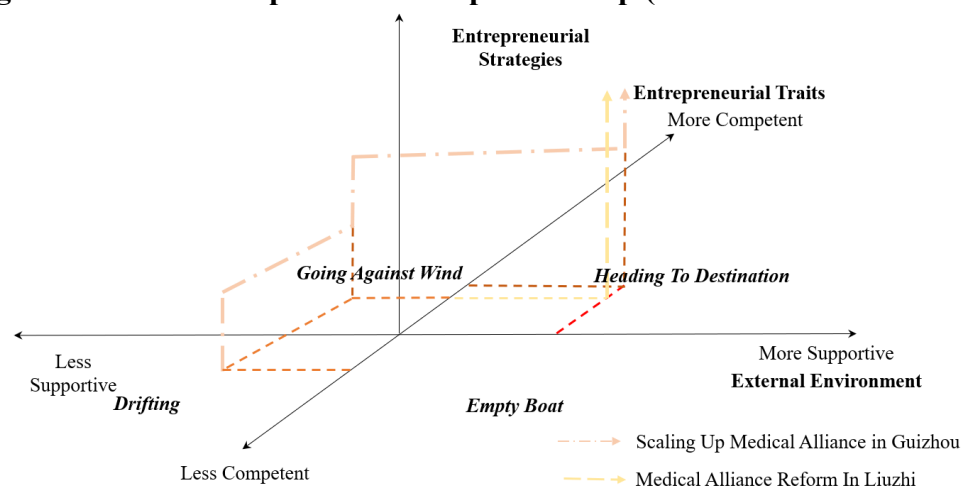 Entrepreneurial
Strategies
Entrepreneurial Traits
More Competent
Going Against Wind
Heading To Destination
Less
Supportive
More Supportive
External Environment
Drifting
Empty Boat
Less Competent
Scaling Up Medical Alliance in Guizhou
Medical Alliance Reform In Liuzhi